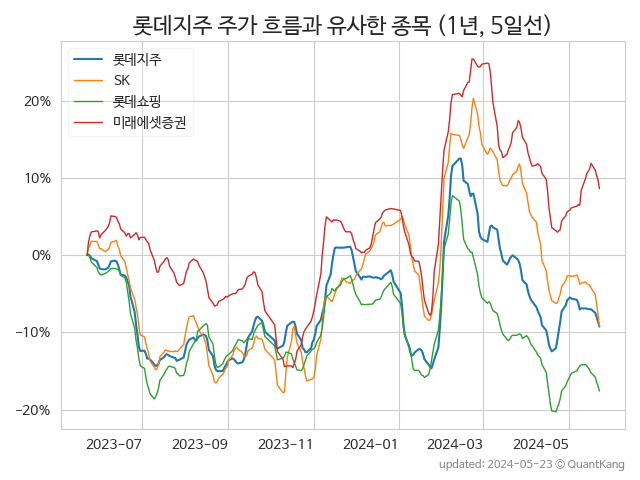 롯데지주 주가 흐름과 유사한 종목 (1년, 5일선)
롯데지주
SK
롯데쇼핑
미래에셋증권
20%
10%
0%
−10%
−20%
2023-07
2023-09
2023-11
2024-01
2024-03
2024-05
updated: 2024-05-23 © QuantKang